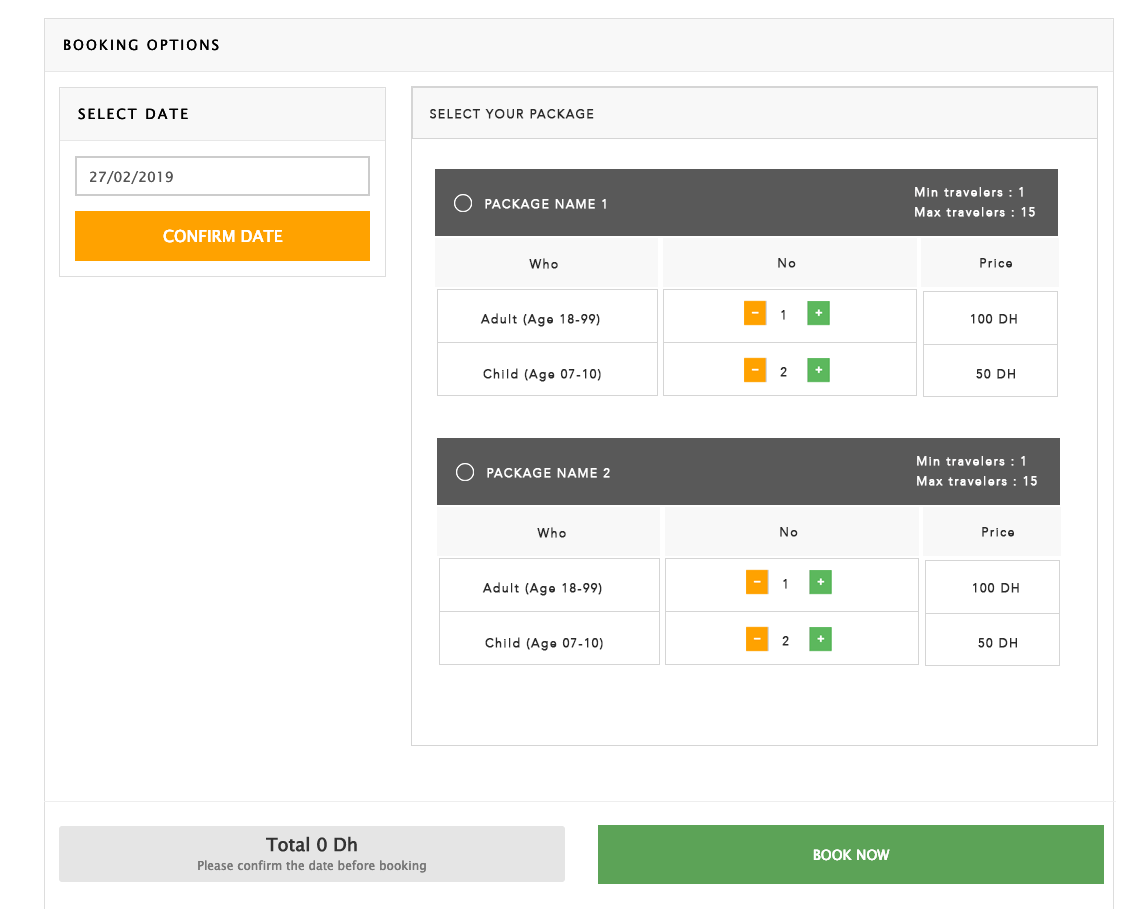 BOOKING OPTIONS
SELECT DATE
27/02/2019
CONFIRM DATE
SELECT YOUR PACKAGE
PACKAGE NAME 1
Min travelers : 1
Max travelers : 15
Who No Price
Adult (Age 18-99) - 1 + 100 DH
Child (Age 07-10) - 2 + 50 DH
PACKAGE NAME 2
Min travelers : 1
Max travelers : 15
Who No Price
Adult (Age 18-99) - 1 + 100 DH
Child (Age 07-10) - 2 + 50 DH
Total 0 Dh
Please confirm the date before booking
BOOK NOW